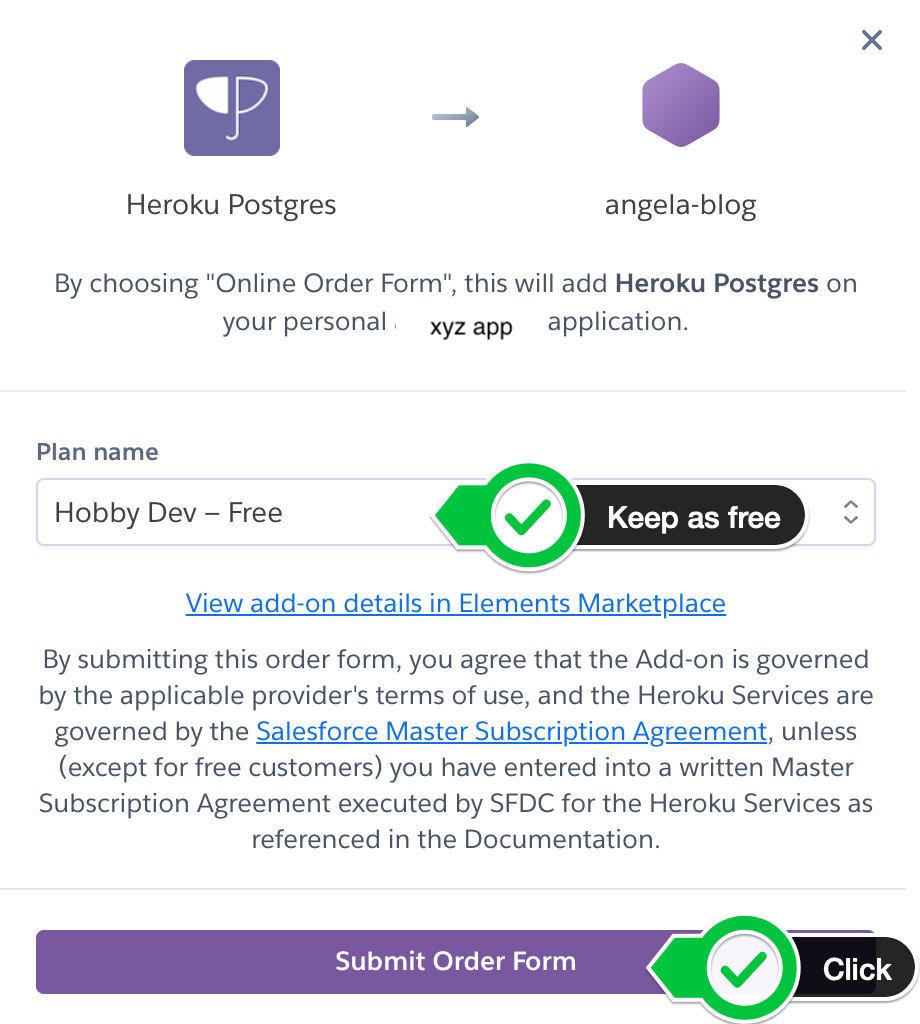 Heroku Postgres
angela-blog
By choosing "Online Order Form", this will add Heroku Postgres on
your personal xyz app application.
Plan name
Hobby Dev – Free
Keep as free
View add-on details in Elements Marketplace
By submitting this order form, you agree that the Add-on is governed
by the applicable provider's terms of use, and the Heroku Services are
governed by the Salesforce Master Subscription Agreement, unless
(except for free customers) you have entered into a written Master
Subscription Agreement executed by SFDC for the Heroku Services as
referenced in the Documentation.
Submit Order Form
Click